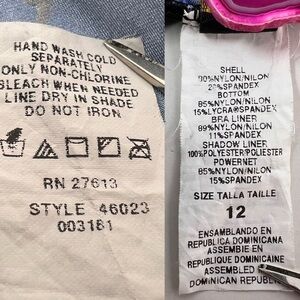 HAND WASH COLD
SEPARATELY
ONLY NON-CHLORINE
BLEACH WHEN NEEDED
LINE DRY IN SHADE
DO NOT IRON
RN 27613
STYLE 46023
003181
SHELL
80%NYLON/NILON
20%SPANDEX
BOTTOM
85%NYLON/NILON
15%LYCRA®SPANDEX
BRA LINER
89%NYLON/NILON
11%SPANDEX
SHADOW LINER
100%POLYESTER/POLIESTER
POWERNET
85%NYLON/NILON
15%SPANDEX
SIZE TALLA TAILLE
12
ENSAMBLANDO EN
REPUBLICA DOMINICANA
ASSEMBLE EN
REPUBLIQUE DOMINICAINE
ASSEMBLED
DOMINICAN REPUBL